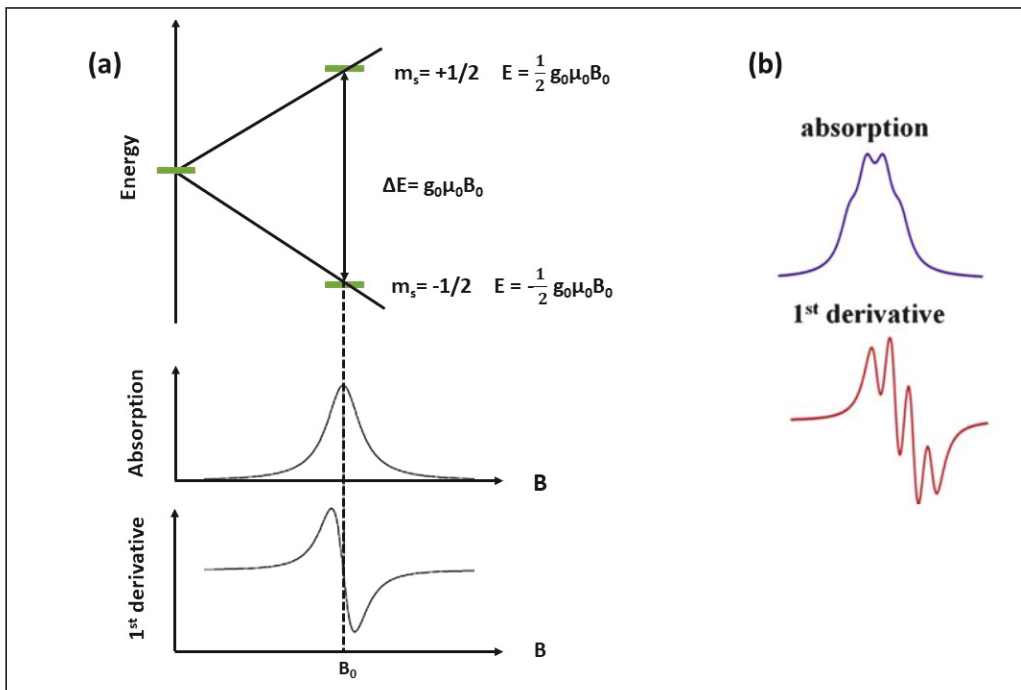 (a)
Energy
mₛ= +1/2 E = 1/2 g₀μ₀B₀
ΔE= g₀μ₀B₀
mₛ= -1/2 E = -1/2 g₀μ₀B₀
Absorption
B
1ˢᵗ derivative
B
B₀
(b)
absorption
1ˢᵗ derivative